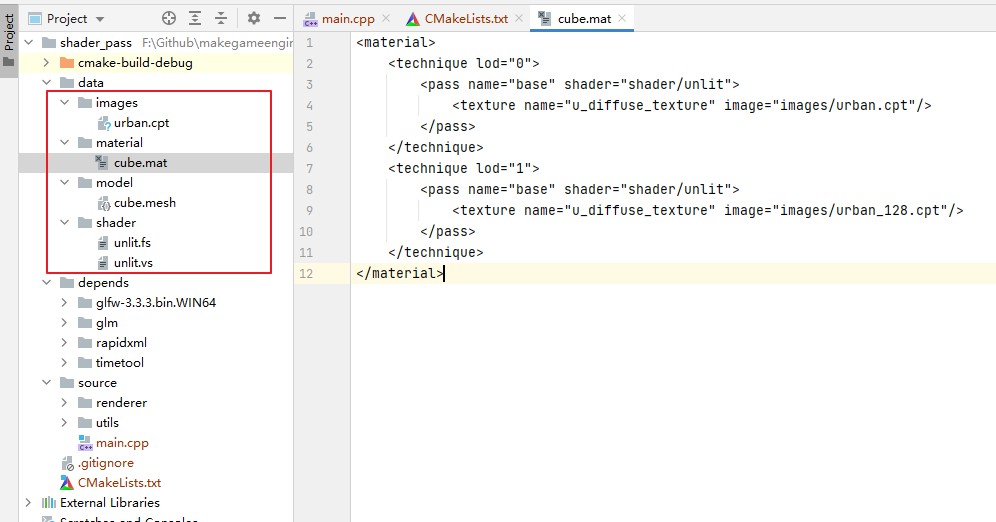 Project
Project
shader_pass F:\Github\makegameengin
cmake-build-debug
data
images
urban.cpt
material
cube.mat
model
cube.mesh
shader
unlit.fs
unlit.vs
depends
glfw-3.3.3.bin.WIN64
glm
rapidxml
timetool
source
renderer
utils
main.cpp
.gitignore
CMakeLists.txt
External Libraries
Scratches and Consoles
main.cpp
CMakeLists.txt
cube.mat
1 <material>
2 <technique lod="0">
3 <pass name="base" shader="shader/unlit">
4 <texture name="u_diffuse_texture" image="images/urban.cpt"/>
5 </pass>
6 </technique>
7 <technique lod="1">
8 <pass name="base" shader="shader/unlit">
9 <texture name="u_diffuse_texture" image="images/urban_128.cpt"/>
10 </pass>
11 </technique>
12 </material>